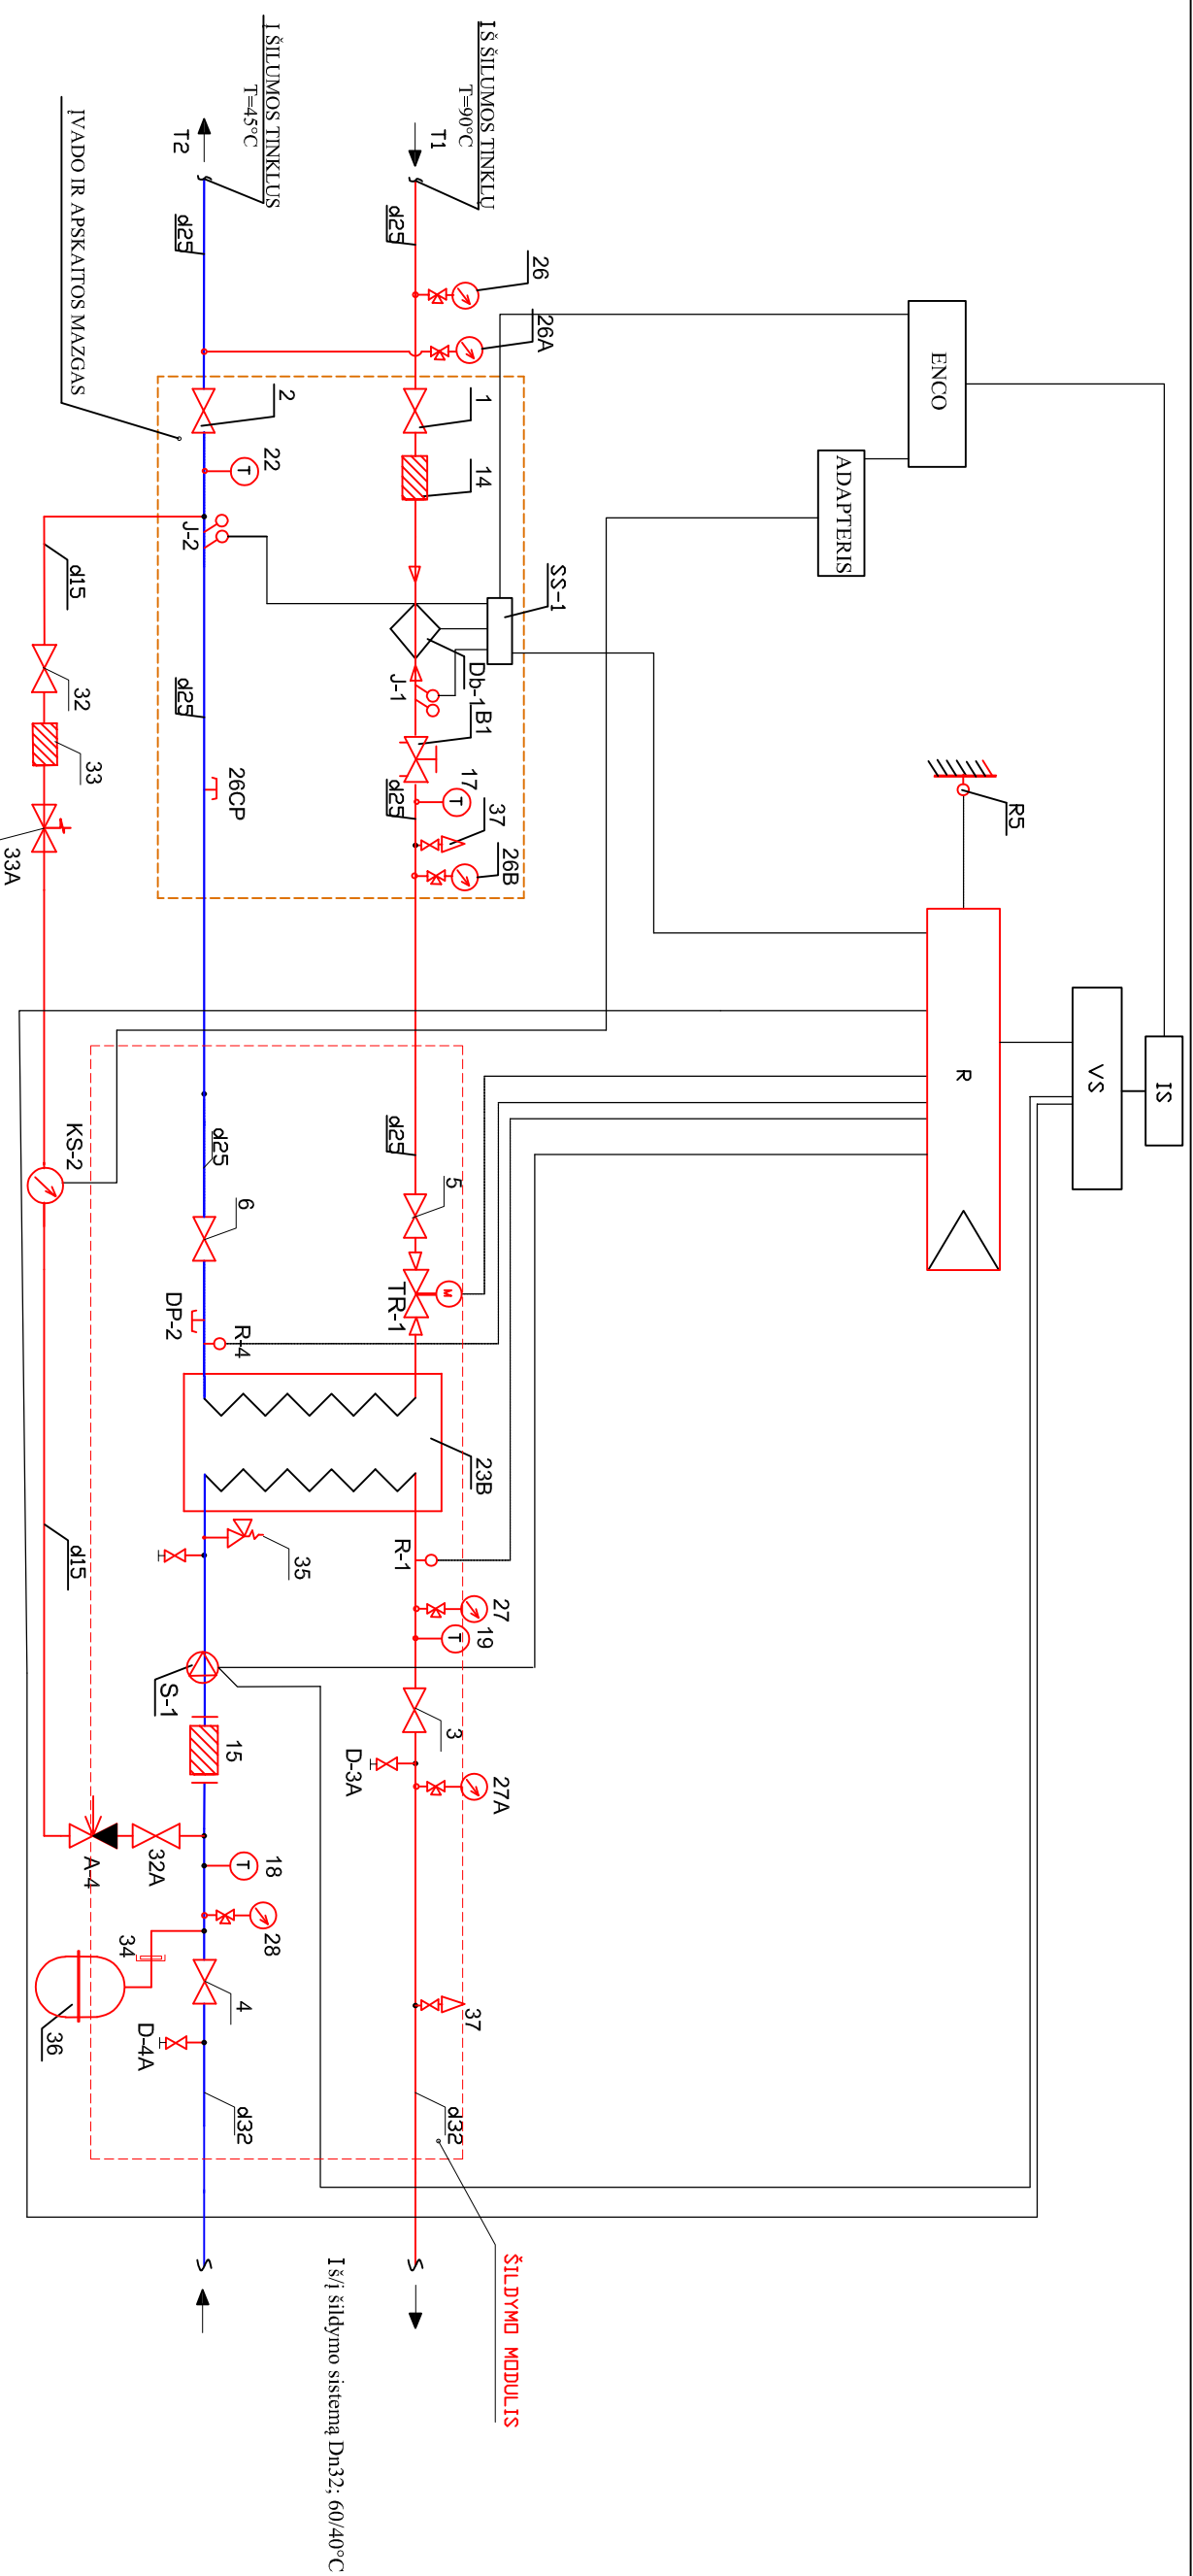 IŠ ŠILUMOS TINKLŲ
T=90°C
T1
Į ŠILUMOS TINKLUS
T=45°C
T2
ĮVADO IR APSKAITOS MAZGAS
d25
d25
26
26A
1
14
2
22
J-2
SS-1
Db-1
J-1
B1
17
d25
37
26B
d25
26CP
d15
32
33
33A
ENCO
ADAPTERIS
R5
R
VS
IS
KS-2
d25
d25
5
6
TR-1
M
DP-2
R-4
23B
35
R-1
27
19
3
D-3A
27A
S-1
15
d15
A-4
32A
18
28
34
36
4
D-4A
37
d32
d32
T
T
T
T
ŠILDYMO MODULIS
Iš/į šildymo sistemą Dn32; 60/40°C